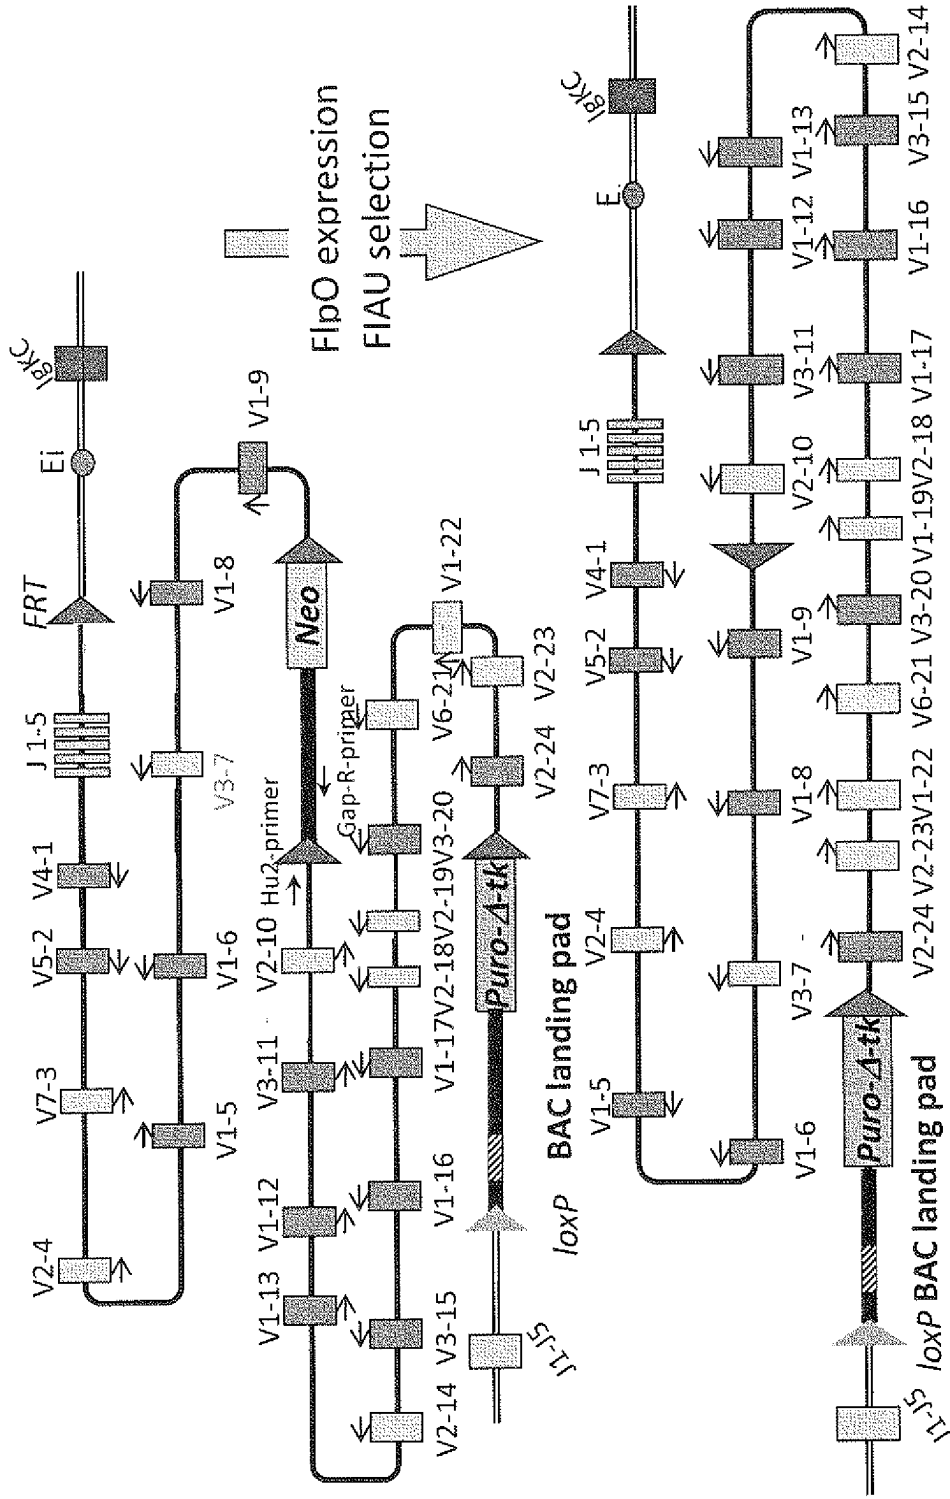 V2-4
V7-3
V5-2
V4-1
J 1-5
FRT
Ei
IgKC
V1-5
V1-6
V3-7
V1-8
V1-9
V1-13
V1-12
V3-11
V2-10
Hu2-primer
Neo
Gap-R-primer
V2-14
V3-15
V1-16
V1-17
V2-18
V2-19
V3-20
V6-21
V1-22
J1-J5
loxP
BAC landing pad
Puro-Δ-tk
V2-24
V2-23
FlpO expression
FIAU selection
V1-5
V2-4
V7-3
V5-2
V4-1
J 1-5
E.
IgKC
V1-6
V3-7
V1-8
V1-9
V2-10
V3-11
V1-12
V1-13
J1-J5
loxP BAC landing pad
Puro-Δ-tk
V2-24
V2-23
V1-22
V6-21
V3-20
V1-19
V2-18
V1-17
V1-16
V3-15
V2-14